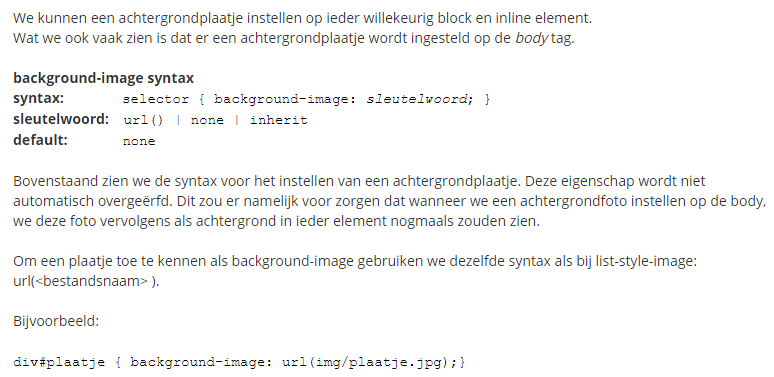 We kunnen een achtergrondplaatje instellen op ieder willekeurig block en inline element.
Wat we ook vaak zien is dat er een achtergrondplaatje wordt ingesteld op de body tag.
background-image syntax
syntax: selector { background-image: sleutelwoord; }
sleutelwoord: url() | none | inherit
default: none
Bovenstaand zien we de syntax voor het instellen van een achtergrondplaatje. Deze eigenschap wordt niet
automatisch overgeërfd. Dit zou er namelijk voor zorgen dat wanneer we een achtergrondfoto instellen op de body,
we deze foto vervolgens als achtergrond in ieder element nogmaals zouden zien.
Om een plaatje toe te kennen als background-image gebruiken we dezelfde syntax als bij list-style-image:
url(<bestandsnaam> ).
Bijvoorbeeld:
div#plaatje { background-image: url(img/plaatje.jpg);}